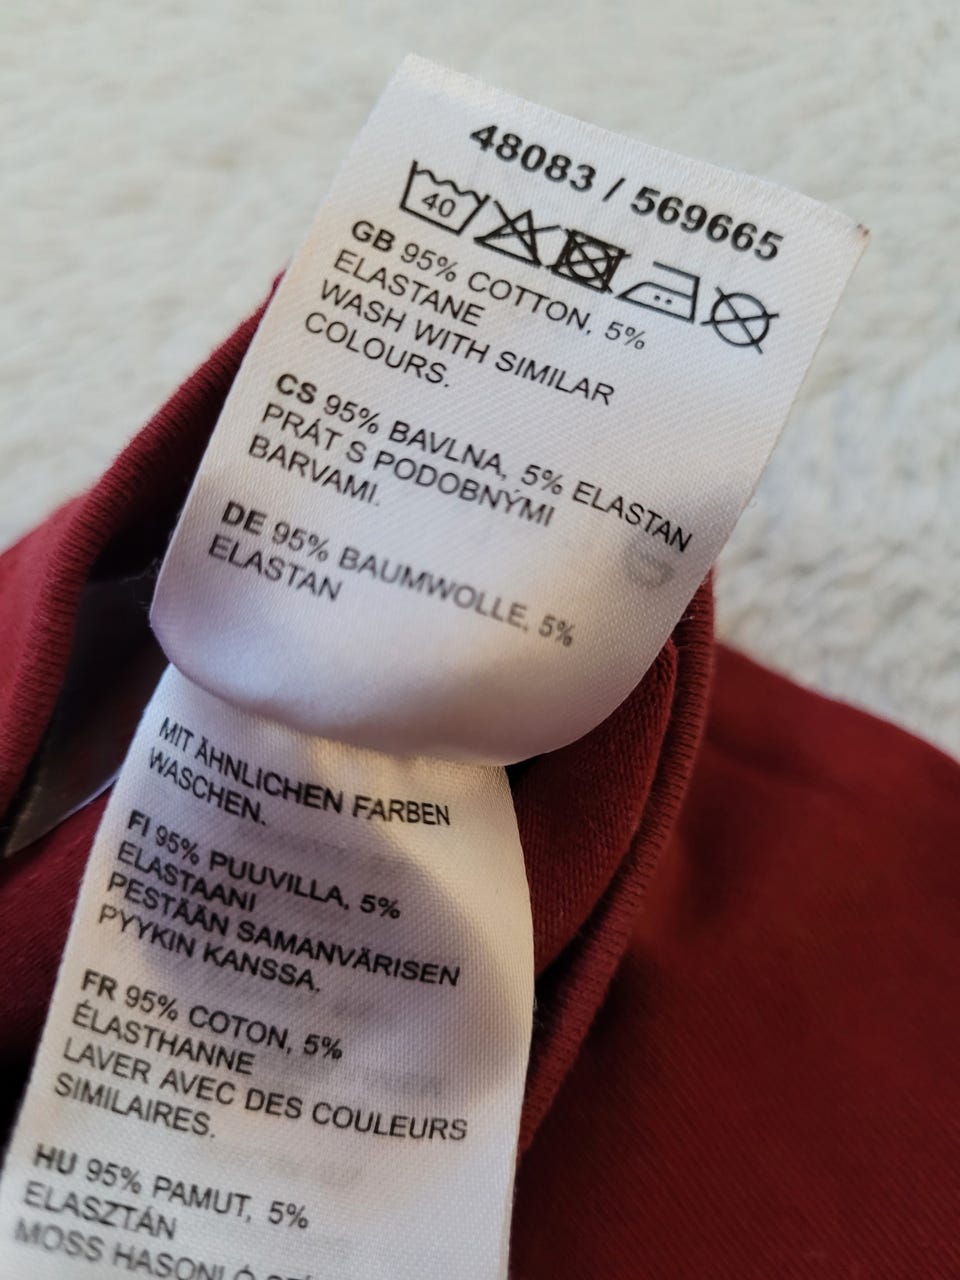 48083 / 569665
40
GB 95% COTTON, 5%
ELASTANE
WASH WITH SIMILAR
COLOURS.
CS 95% BAVLNA, 5% ELASTAN
PRÁT S PODOBNÝMI
BARVAMI.
DE 95% BAUMWOLLE, 5%
ELASTAN
MIT ÄHNLICHEN FARBEN
WASCHEN.
FI 95% PUUVILLA, 5%
ELASTAANI
PESTÄÄN SAMANVÄRISEN
PYYKIN KANSSA.
FR 95% COTON, 5%
ÉLASTHANNE
LAVER AVEC DES COULEURS
SIMILAIRES.
HU 95% PAMUT, 5%
ELASZTÁN
MOSS HASONLÓ